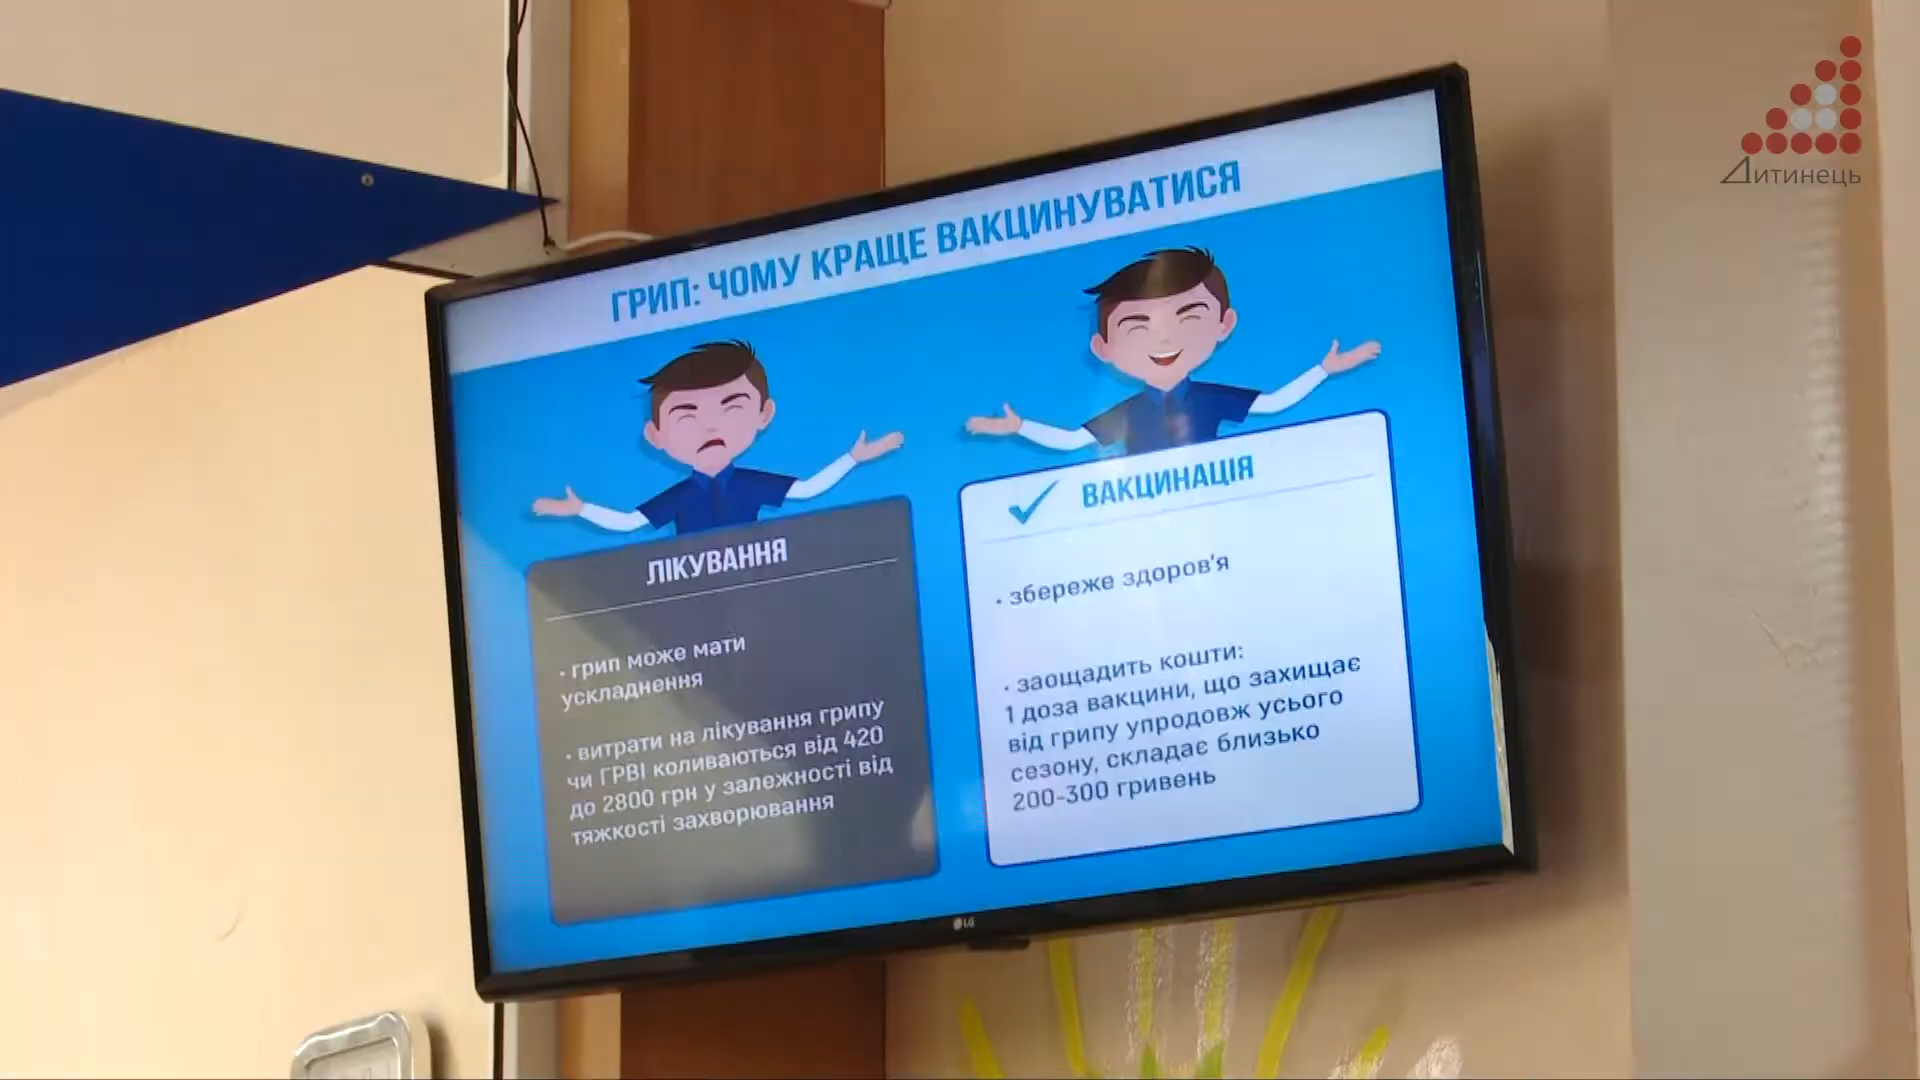 Дитинець
ГРИП: ЧОМУ КРАЩЕ ВАКЦИНУВАТИСЯ
ЛІКУВАННЯ
• грип може мати
ускладнення
• витрати на лікування грипу
чи ГРВІ коливаються від 420
до 2800 грн у залежності від
тяжкості захворювання
ВАКЦИНАЦІЯ
• збереже здоров'я
• заощадить кошти:
1 доза вакцини, що захищає
від грипу упродовж усього
сезону, складає близько
200-300 гривень
LG